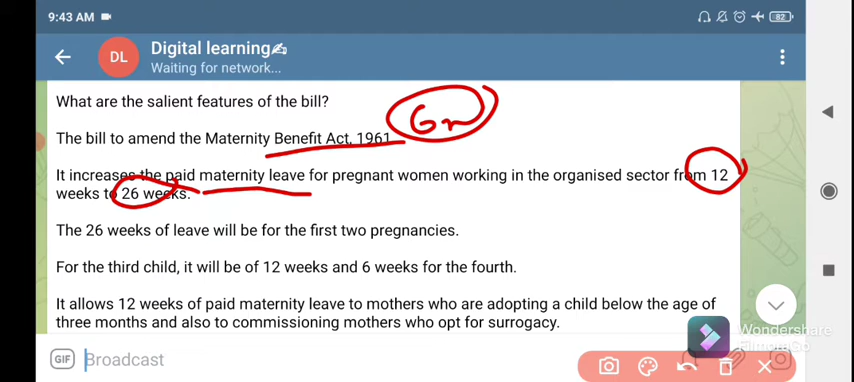 9:43 AM
82
DL
Digital learning✍
Waiting for network...
What are the salient features of the bill?
The bill to amend the Maternity Benefit Act, 1961
6m
It increases the paid maternity leave for pregnant women working in the organised sector from 12
weeks to 26 weeks.
The 26 weeks of leave will be for the first two pregnancies.
For the third child, it will be of 12 weeks and 6 weeks for the fourth.
It allows 12 weeks of paid maternity leave to mothers who are adopting a child below the age of
three months and also to commissioning mothers who opt for surrogacy.
Wondershare
FilmoraGo
GIF
Broadcast